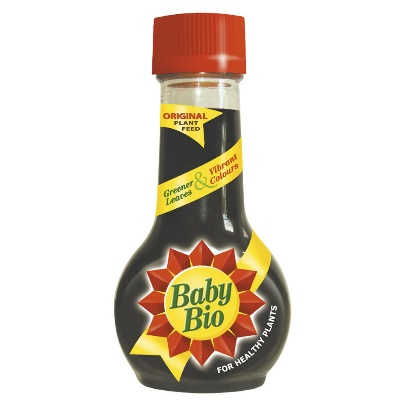 ORIGINAL
PLANT
FEED
Greener
Leaves
&
Vibrant
Colours
Baby
Bio
FOR HEALTHY PLANTS